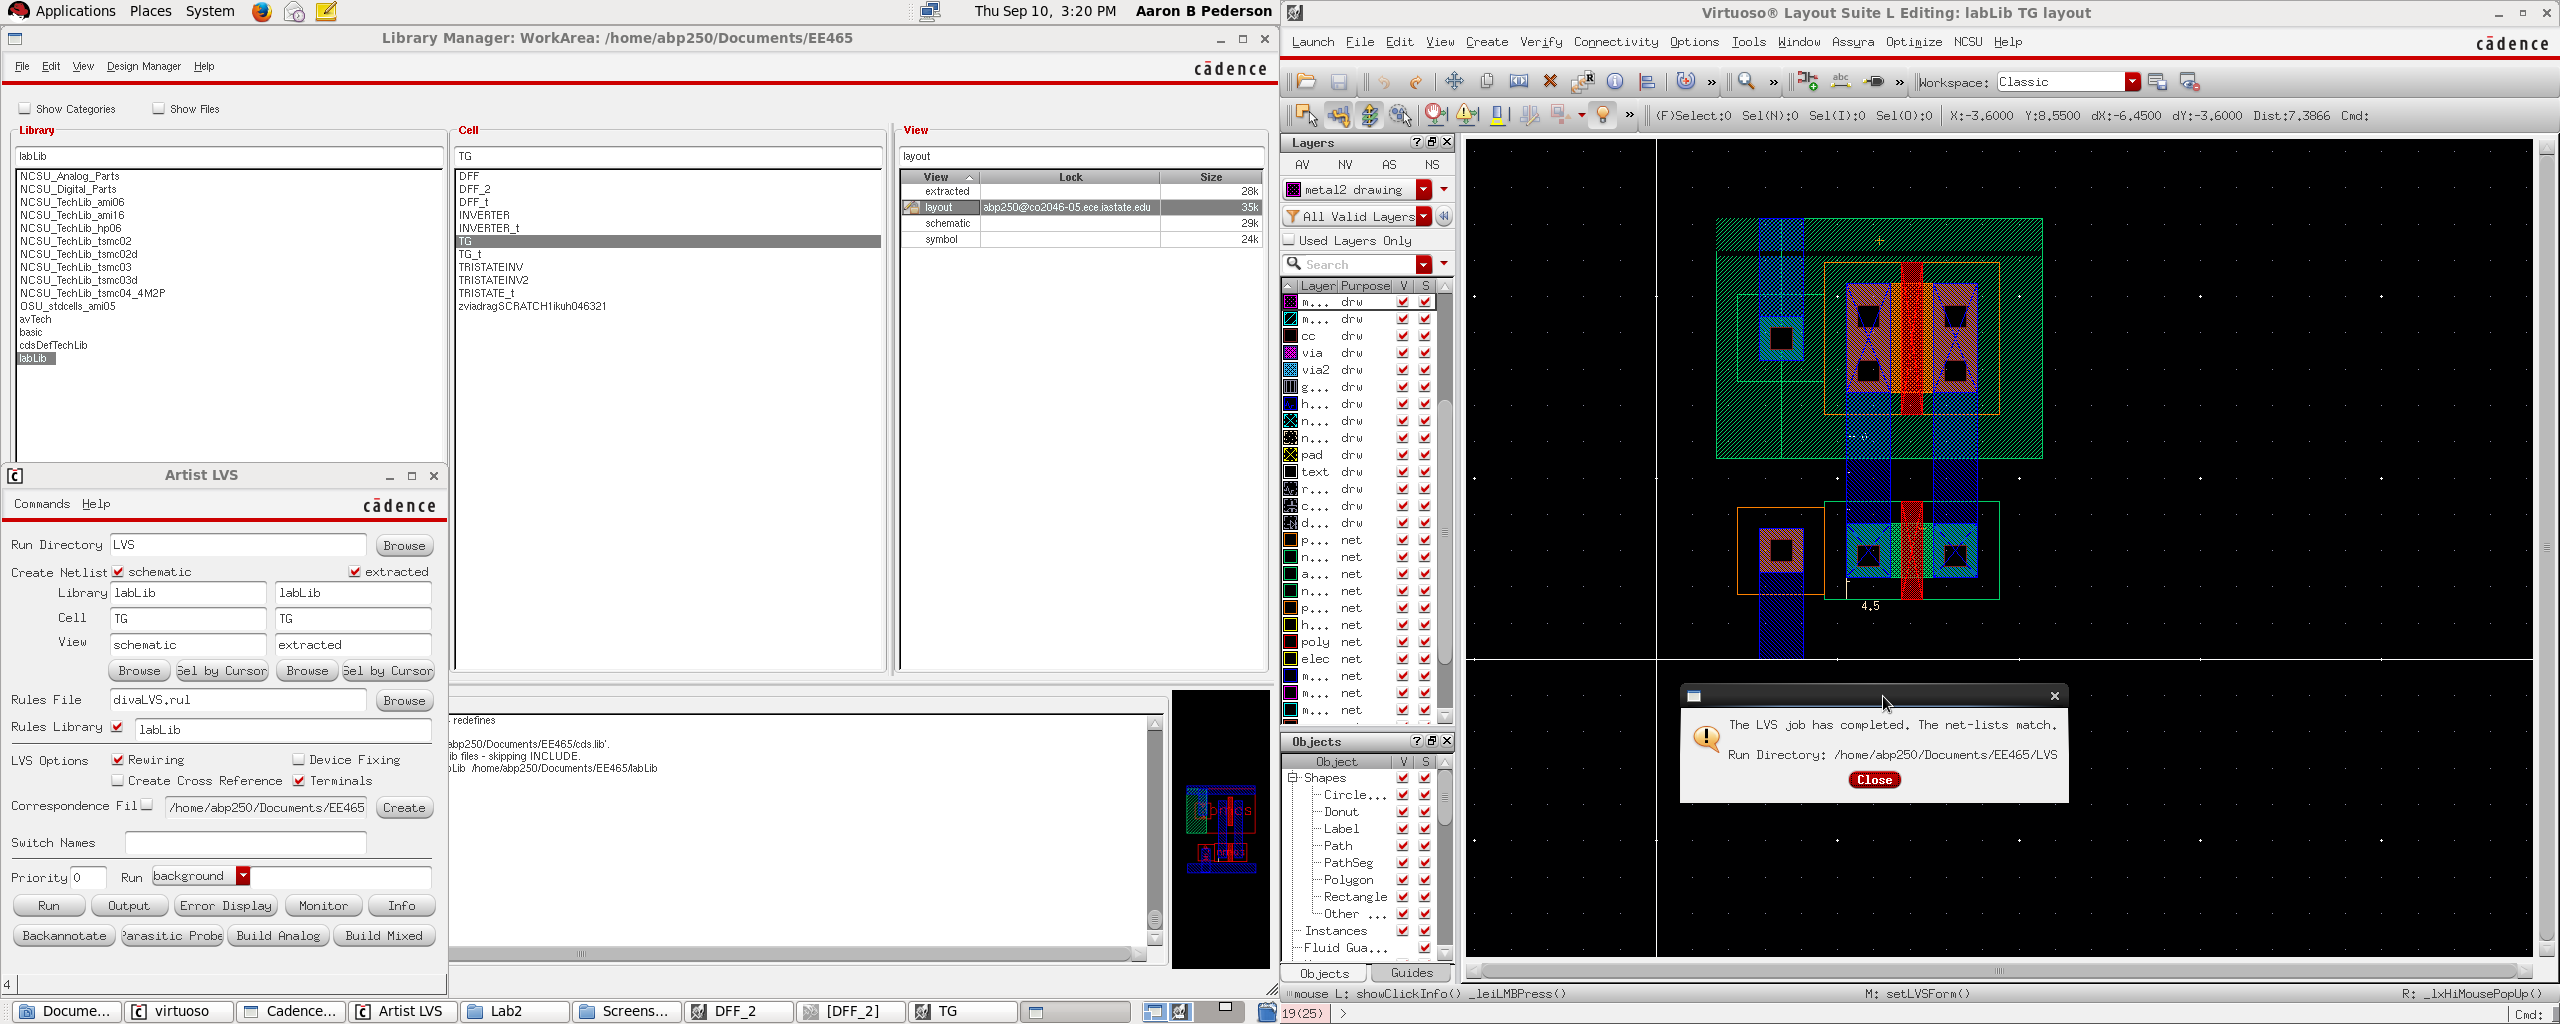 Applications Places System
Thu Sep 10, 3:20 PM Aaron B Pederson
Library Manager: WorkArea: /home/abp250/Documents/EE465
File Edit View Design Manager Help
cādence
Show Categories Show Files
Library
labLib
NCSU_Analog_Parts
NCSU_Digital_Parts
NCSU_TechLib_ami06
NCSU_TechLib_ami16
NCSU_TechLib_hp06
NCSU_TechLib_tsmc02
NCSU_TechLib_tsmc02d
NCSU_TechLib_tsmc03
NCSU_TechLib_tsmc03d
NCSU_TechLib_tsmc04_4M2P
OSU_stdcells_ami05
avTech
basic
cdsDefTechLib
labLib
Cell
TG
DFF
DFF_2
DFF_t
INVERTER
INVERTER_t
TG
TG_t
TRISTATEINV
TRISTATEINV2
TRISTATE_t
zviadragSCRATCH1ikuh046321
View
layout
View Lock Size
extracted 28k
layout abp250@co2046-05.ece.iastate.edu 35k
schematic 29k
symbol 24k
redefines
abp250/Documents/EE465/cds.lib'.
ib files - skipping INCLUDE.
bLib /home/abp250/Documents/EE465/labLib
Artist LVS
Commands Help
cādence
Run Directory LVS Browse
Create Netlist schematic extracted
Library labLib labLib
Cell TG TG
View schematic extracted
Browse Sel by Cursor Browse Sel by Cursor
Rules File divaLVS.rul Browse
Rules Library labLib
LVS Options Rewiring Device Fixing
Create Cross Reference Terminals
Correspondence Fil /home/abp250/Documents/EE465 Create
Switch Names
Priority 0 Run background
Run Output Error Display Monitor Info
Backannotate Parasitic Probe Build Analog Build Mixed
4
Docume... virtuoso Cadence... Artist LVS Lab2 Screens... DFF_2 [DFF_2] TG
Virtuoso® Layout Suite L Editing: labLib TG layout
Launch File Edit View Create Verify Connectivity Options Tools Window Assura Optimize NCSU Help
cādence
abc
Workspace: Classic
(F)Select:0 Sel(N):0 Sel(I):0 Sel(O):0 X:-3.6000 Y:8.5500 dX:-6.4500 dY:-3.6000 Dist:7.3866 Cmd:
Layers
AV NV AS NS
metal2 drawing
All Valid Layers
Used Layers Only
Search
Layer Purpose V S
m... drw
m... drw
cc drw
via drw
via2 drw
g... drw
h... drw
n... drw
n... drw
pad drw
text drw
r... drw
c... drw
d... drw
p... net
n... net
a... net
n... net
p... net
h... net
poly net
elec net
m... net
m... net
m... net
Objects
Object V S
Shapes
Circle...
Donut
Label
Path
PathSeg
Polygon
Rectangle
Other ...
Instances
Fluid Gua...
Objects Guides
4.5
The LVS job has completed. The net-lists match.
Run Directory: /home/abp250/Documents/EE465/LVS
Close
mouse L: showClickInfo() _leiLMBPress() M: setLVSForm() R: _lxHiMousePopUp()
19(25) > Cmd: